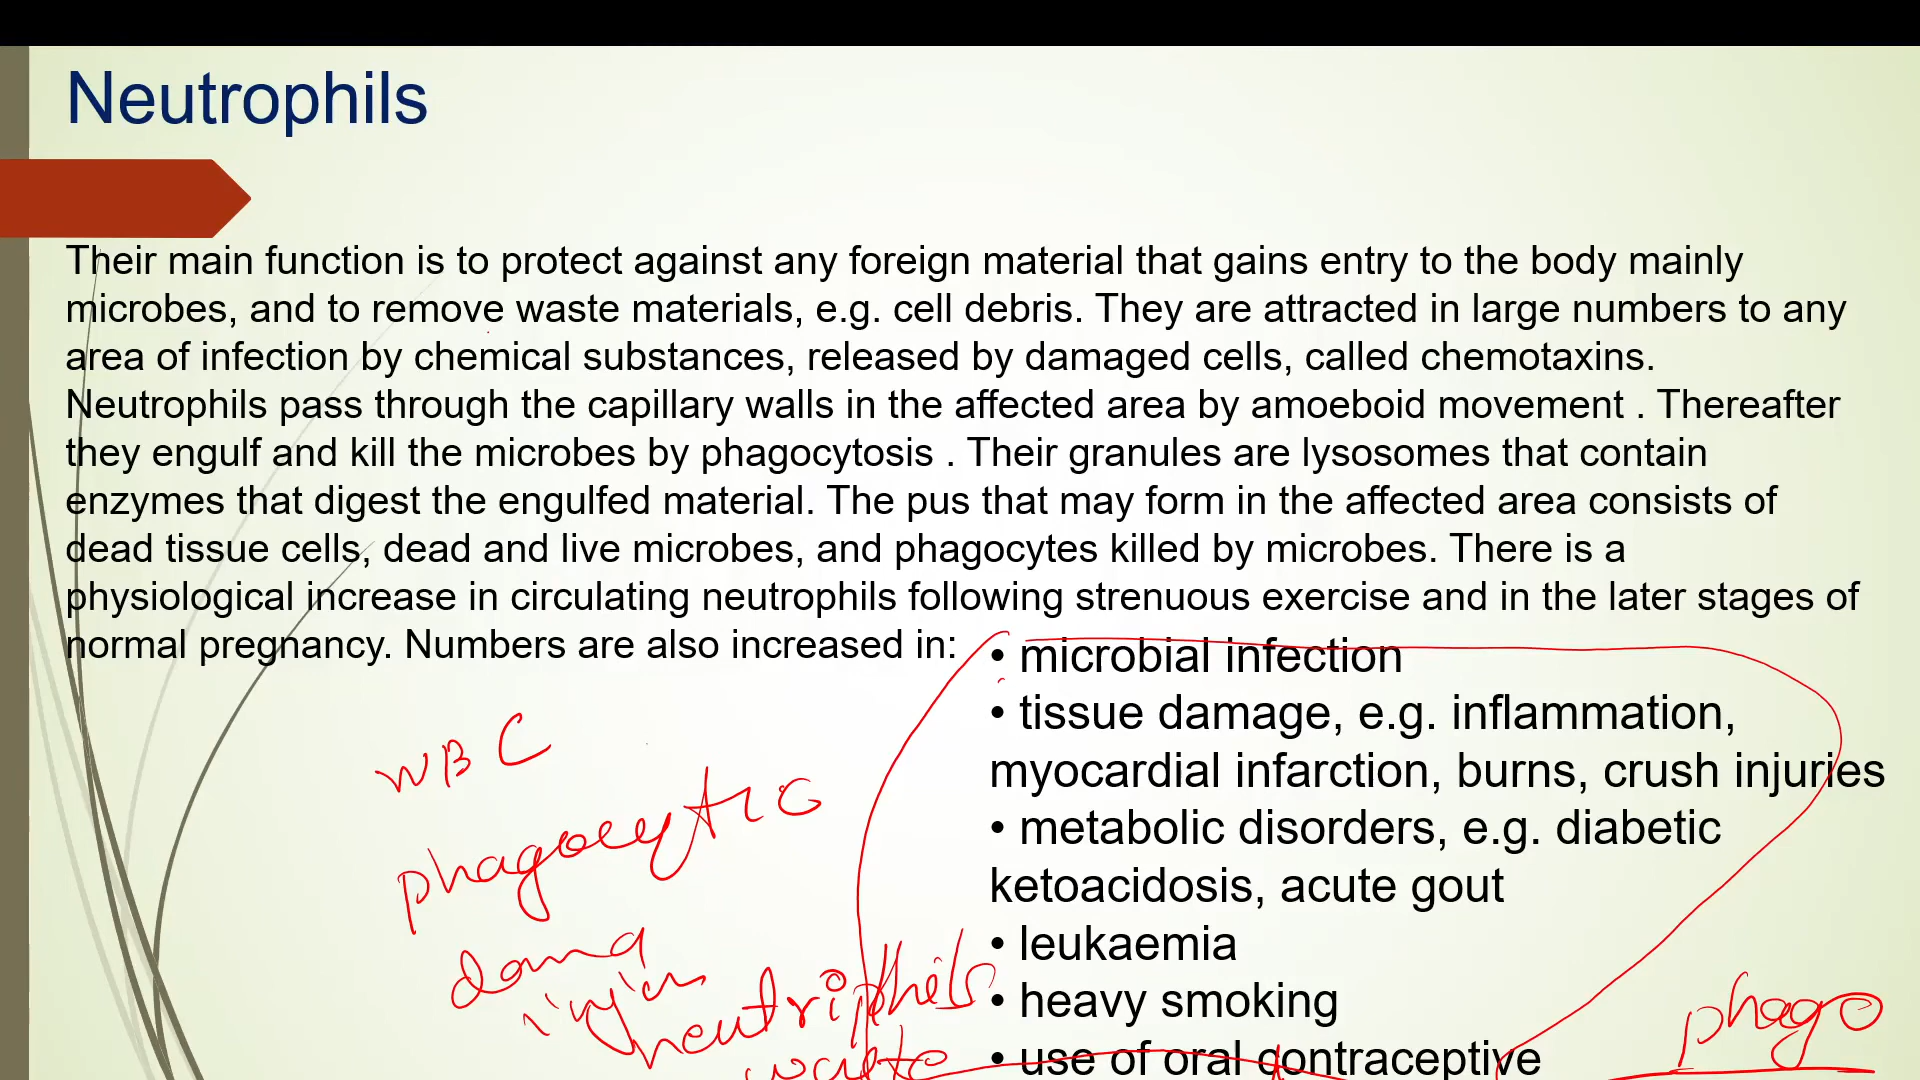 Neutrophils
Their main function is to protect against any foreign material that gains entry to the body mainly
microbes, and to remove waste materials, e.g. cell debris. They are attracted in large numbers to any
area of infection by chemical substances, released by damaged cells, called chemotaxins.
Neutrophils pass through the capillary walls in the affected area by amoeboid movement . Thereafter
they engulf and kill the microbes by phagocytosis . Their granules are lysosomes that contain
enzymes that digest the engulfed material. The pus that may form in the affected area consists of
dead tissue cells, dead and live microbes, and phagocytes killed by microbes. There is a
physiological increase in circulating neutrophils following strenuous exercise and in the later stages of
normal pregnancy. Numbers are also increased in:
• microbial infection
• tissue damage, e.g. inflammation,
myocardial infarction, burns, crush injuries
• metabolic disorders, e.g. diabetic
ketoacidosis, acute gout
• leukaemia
• heavy smoking
• use of oral contraceptive
WBC
phagocytic
neutriphils
phago